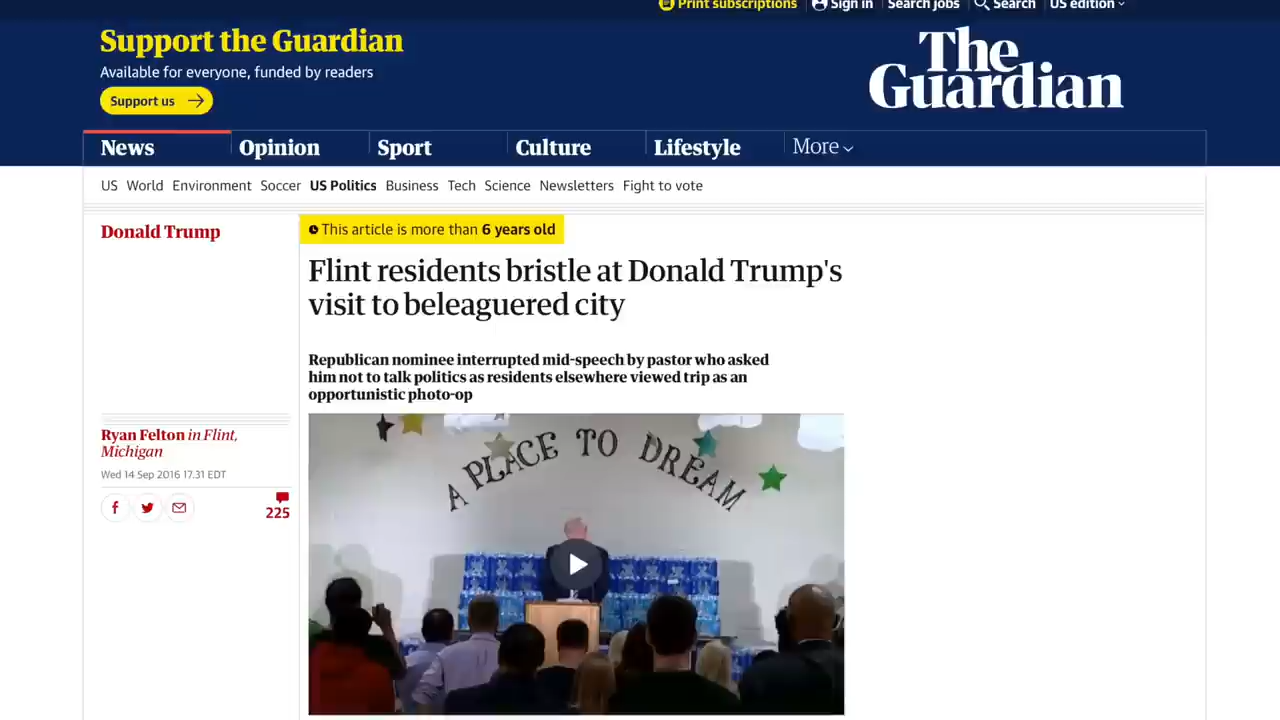 Print subscriptions
Sign in
Search jobs
Search
US edition
Support the Guardian
Available for everyone, funded by readers
Support us
The
Guardian
News
Opinion
Sport
Culture
Lifestyle
More
US World Environment Soccer US Politics Business Tech Science Newsletters Fight to vote
Donald Trump
This article is more than 6 years old
Flint residents bristle at Donald Trump's
visit to beleaguered city
Republican nominee interrupted mid-speech by pastor who asked
him not to talk politics as residents elsewhere viewed trip as an
opportunistic photo-op
Ryan Felton in Flint,
Michigan
Wed 14 Sep 2016 17.31 EDT
225
A PLACE TO DREAM